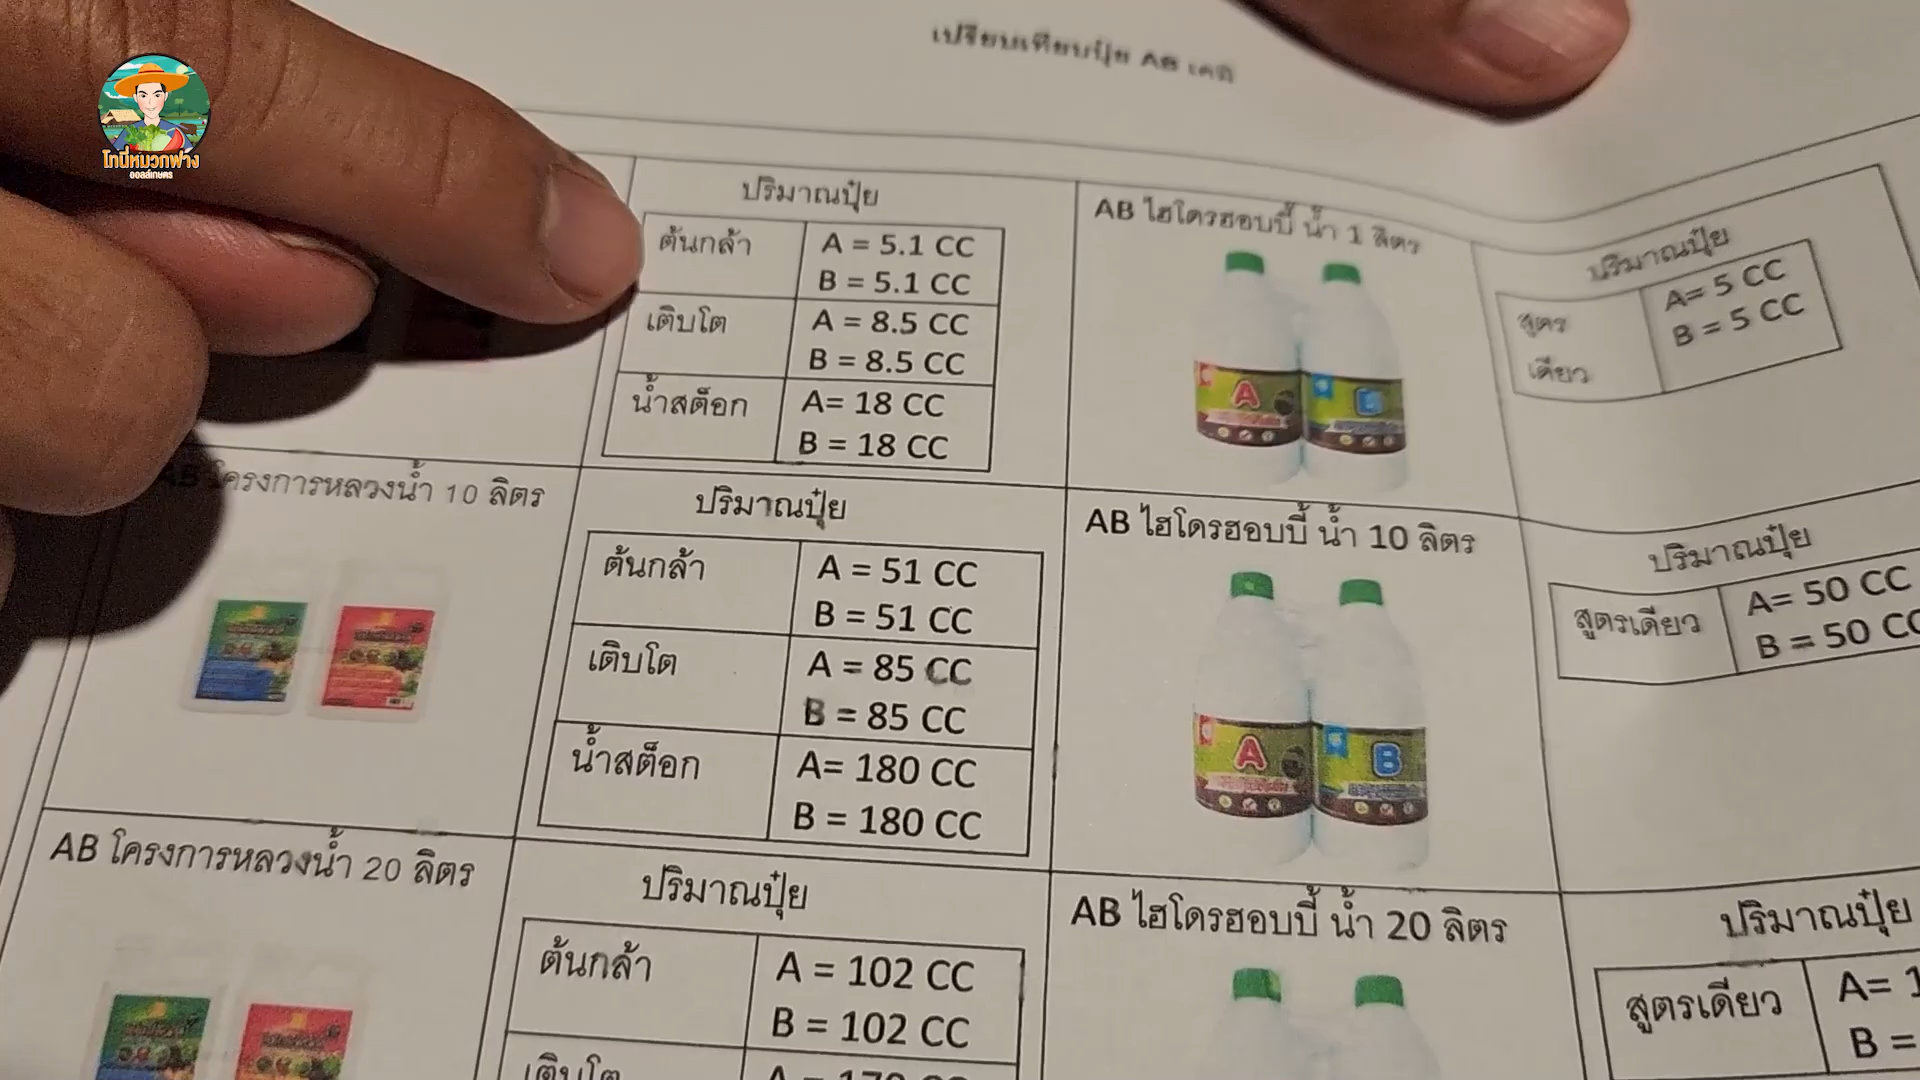 โทนี่หมวกฟาง
ออลล์เกษตร
เปรียบเทียบปุ๋ย AB เคมี
ปริมาณปุ๋ย
ต้นกล้า
A = 5.1 CC
B = 5.1 CC
เติบโต
A = 8.5 CC
B = 8.5 CC
น้ำสต็อก
A= 18 CC
B = 18 CC
AB ไฮโดรฮอบบี้ น้ำ 1 ลิตร
A
B
ปริมาณปุ๋ย
สูตร
เดียว
A= 5 CC
B = 5 CC
AB โครงการหลวงน้ำ 10 ลิตร
ปริมาณปุ๋ย
ต้นกล้า
A = 51 CC
B = 51 CC
เติบโต
A = 85 CC
B = 85 CC
น้ำสต็อก
A= 180 CC
B = 180 CC
AB ไฮโดรฮอบบี้ น้ำ 10 ลิตร
A
B
ปริมาณปุ๋ย
สูตรเดียว
A= 50 CC
B = 50 CC
AB โครงการหลวงน้ำ 20 ลิตร
ปริมาณปุ๋ย
ต้นกล้า
A = 102 CC
B = 102 CC
เติบโต
A = 170 CC
AB ไฮโดรฮอบบี้ น้ำ 20 ลิตร
ปริมาณปุ๋ย
สูตรเดียว
A= 1
B =